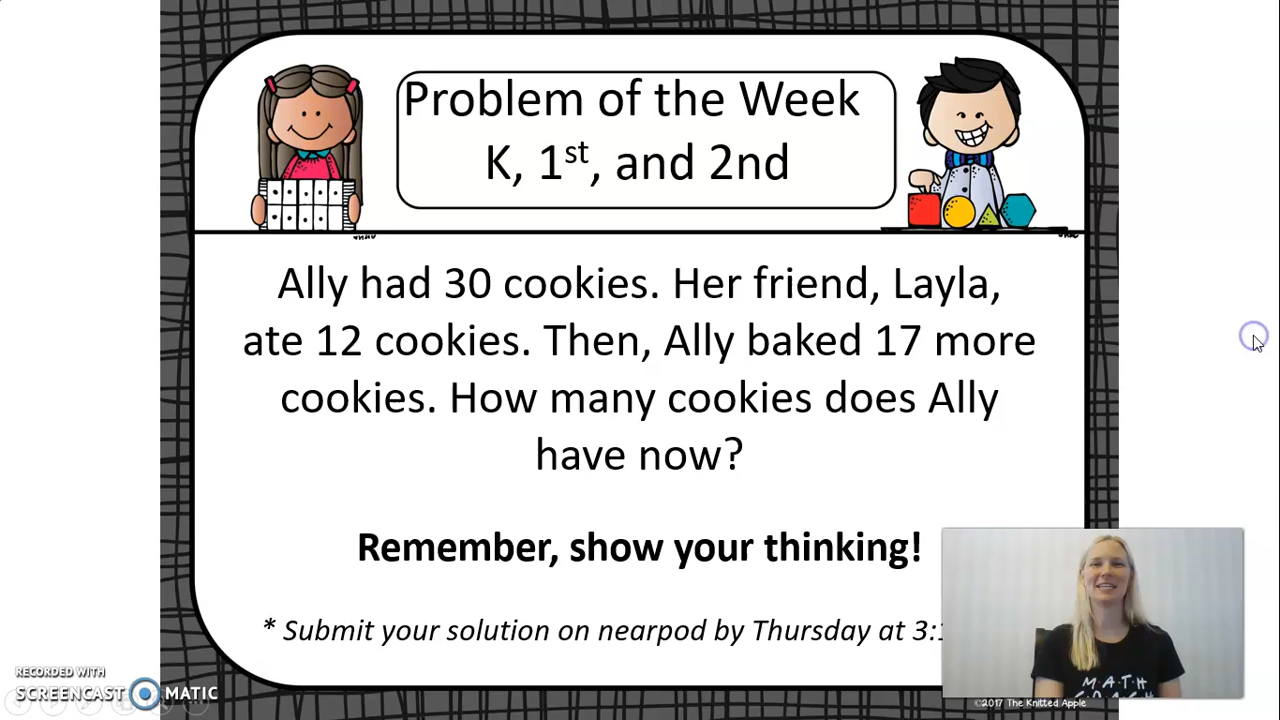 Problem of the Week
K, 1st, and 2nd
Ally had 30 cookies. Her friend, Layla,
ate 12 cookies. Then, Ally baked 17 more
cookies. How many cookies does Ally
have now?
Remember, show your thinking!
* Submit your solution on nearpod by Thursday at
MATH
RECORDED WITH
SCREENCAST MATIC
©2017 The Knitted Apple